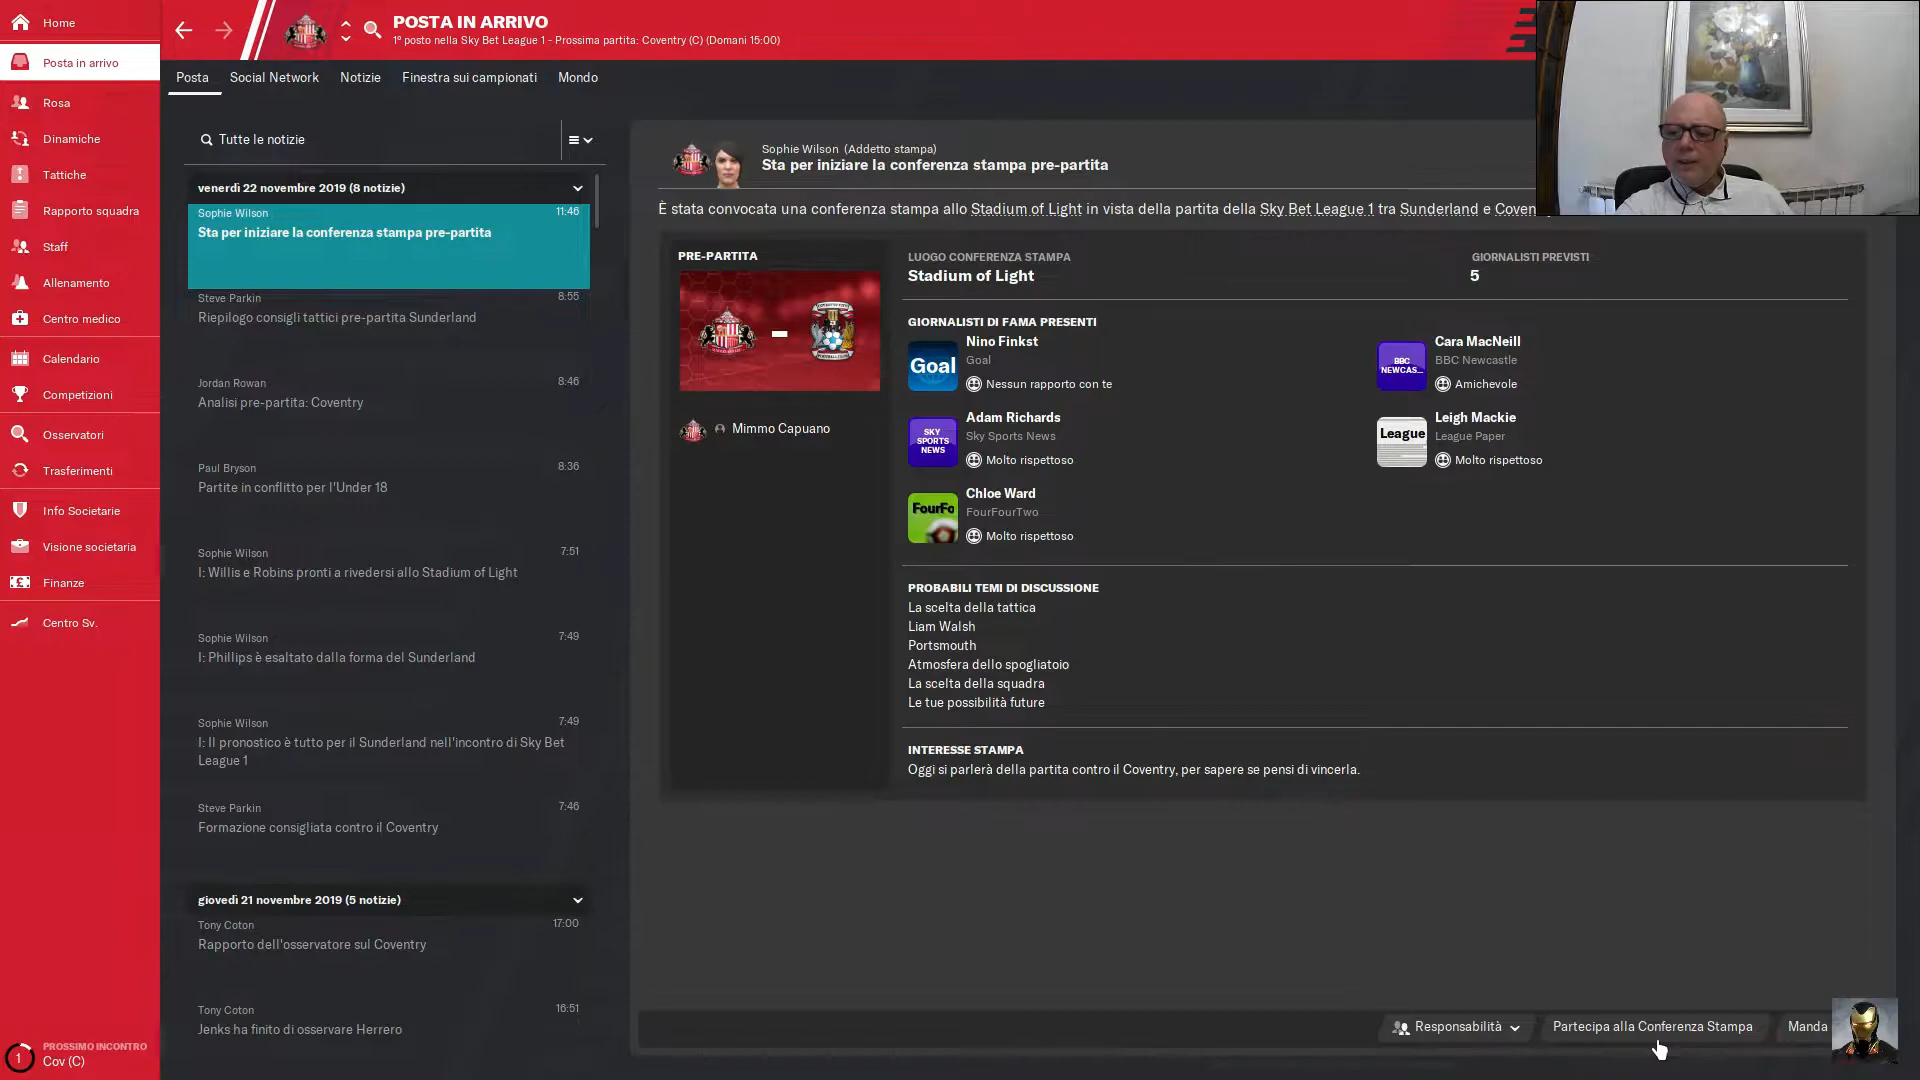 Home
Posta in arrivo
Rosa
Dinamiche
Tattiche
Rapporto squadra
Staff
Allenamento
Centro medico
Calendario
Competizioni
Osservatori
Trasferimenti
Info Societarie
Visione societaria
Finanze
Centro Sv.
1
PROSSIMO INCONTRO
Cov (C)
POSTA IN ARRIVO
1º posto nella Sky Bet League 1 - Prossima partita: Coventry (C) (Domani 15:00)
Posta
Social Network
Notizie
Finestra sui campionati
Mondo
Tutte le notizie
venerdì 22 novembre 2019 (8 notizie)
Sophie Wilson 11:46
Sta per iniziare la conferenza stampa pre-partita
Steve Parkin 8:55
Riepilogo consigli tattici pre-partita Sunderland
Jordan Rowan 8:46
Analisi pre-partita: Coventry
Paul Bryson 8:36
Partite in conflitto per l'Under 18
Sophie Wilson 7:51
I: Willis e Robins pronti a rivedersi allo Stadium of Light
Sophie Wilson 7:49
I: Phillips è esaltato dalla forma del Sunderland
Sophie Wilson 7:49
I: Il pronostico è tutto per il Sunderland nell'incontro di Sky Bet
League 1
Steve Parkin 7:46
Formazione consigliata contro il Coventry
giovedì 21 novembre 2019 (5 notizie)
Tony Coton 17:00
Rapporto dell'osservatore sul Coventry
Tony Coton 16:51
Jenks ha finito di osservare Herrero
Sophie Wilson (Addetto stampa)
Sta per iniziare la conferenza stampa pre-partita
È stata convocata una conferenza stampa allo Stadium of Light in vista della partita della Sky Bet League 1 tra Sunderland e Coven
PRE-PARTITA
Mimmo Capuano
LUOGO CONFERENZA STAMPA
Stadium of Light
GIORNALISTI PREVISTI
5
GIORNALISTI DI FAMA PRESENTI
Goal
Nino Finkst
Goal
Nessun rapporto con te
BBC
NEWCAS...
Cara MacNeill
BBC Newcastle
Amichevole
SKY
SPORTS
NEWS
Adam Richards
Sky Sports News
Molto rispettoso
League
Leigh Mackie
League Paper
Molto rispettoso
FourFo
Chloe Ward
FourFourTwo
Molto rispettoso
PROBABILI TEMI DI DISCUSSIONE
La scelta della tattica
Liam Walsh
Portsmouth
Atmosfera dello spogliatoio
La scelta della squadra
Le tue possibilità future
INTERESSE STAMPA
Oggi si parlerà della partita contro il Coventry, per sapere se pensi di vincerla.
Responsabilità
Partecipa alla Conferenza Stampa
Manda